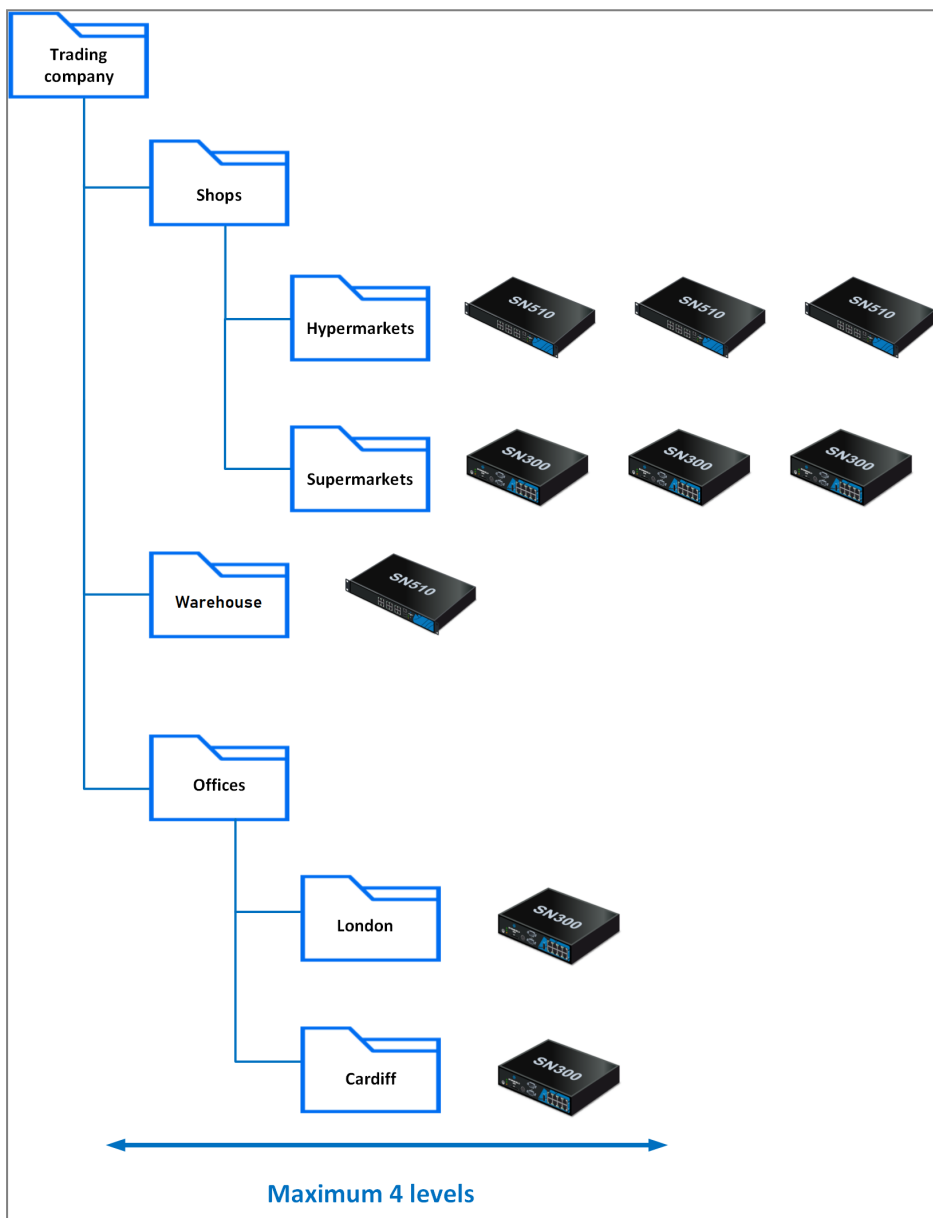 Trading
company
Shops
Hypermarkets
SN510
SN510
SN510
Supermarkets
SN300
SN300
SN300
Warehouse
SN510
Offices
London
SN300
Cardiff
SN300
Maximum 4 levels